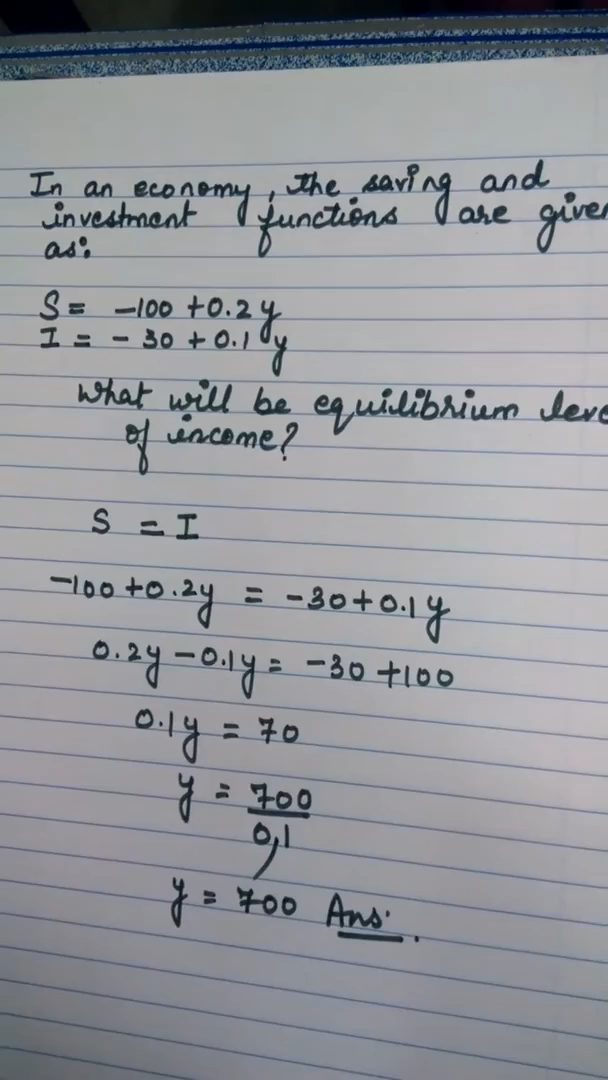 In an economy, the saving and
investment functions are given
as:
S = -100 + 0.2y
I = - 30 + 0.1y
What will be equilibrium leve
of income?
S = I
-100 + 0.2y = -30 + 0.1y
0.2y - 0.1y = -30 + 100
0.1y = 70
y = 700
0,1
y = 700 Ans.